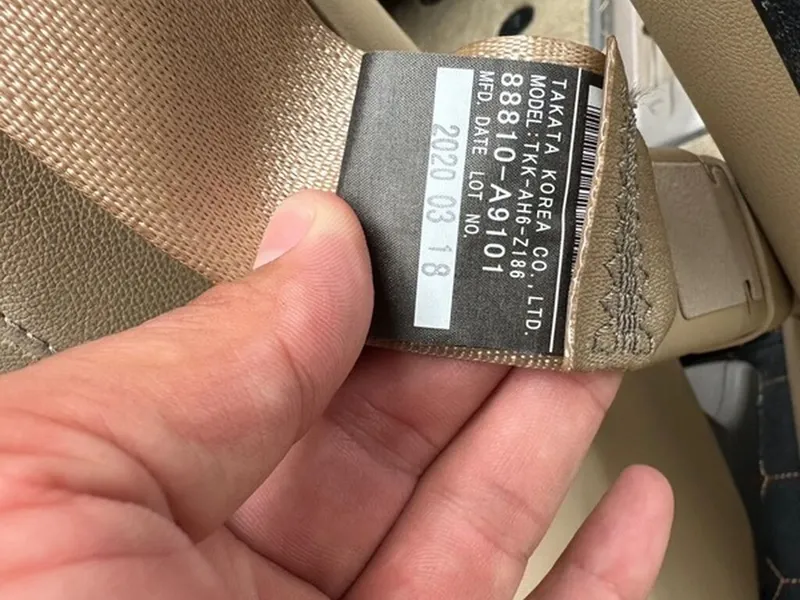 TAKATA KOREA CO.,LTD.
MODEL:TKK-AH6-Z186
88810-A9101
MFD. DATE LOT NO.
2020 03 18